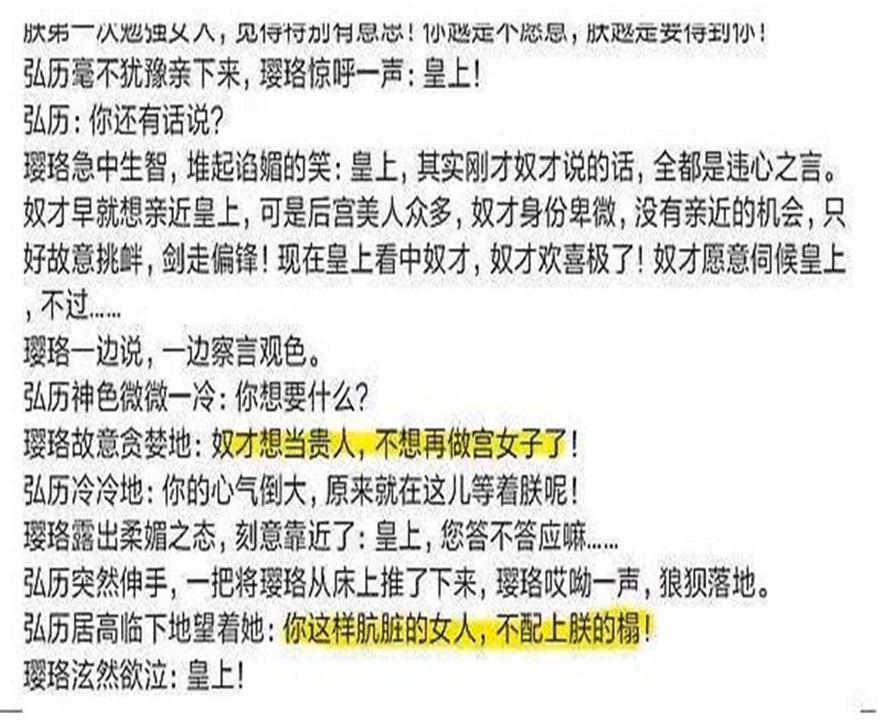 朕第一次勉强女人，觉得特别有意思！你越是不愿意，朕越是要得到你！
弘历毫不犹豫亲下来，璎珞惊呼一声：皇上！
弘历：你还有话说？
璎珞急中生智，堆起谄媚的笑：皇上，其实刚才奴才说的话，全都是违心之言。
奴才早就想亲近皇上，可是后宫美人众多，奴才身份卑微，没有亲近的机会，只
好故意挑衅，剑走偏锋！现在皇上看中奴才，奴才欢喜极了！奴才愿意伺候皇上
，不过……
璎珞一边说，一边察言观色。
弘历神色微微一冷：你想要什么？
璎珞故意贪婪地：奴才想当贵人，不想再做宫女子了！
弘历冷冷地：你的心气倒大，原来就在这儿等着朕呢！
璎珞露出柔媚之态，刻意靠近了：皇上，您答不答应嘛……
弘历突然伸手，一把将璎珞从床上推了下来，璎珞哎呦一声，狼狈落地。
弘历居高临下地望着她：你这样肮脏的女人，不配上朕的榻！
璎珞泫然欲泣：皇上！